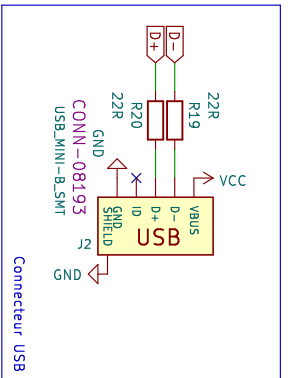 D+
D-
22R
R20
R19
22R
CONN-08193
USB_MINI-B_SMT
GND
VCC
SHIELD
GND
ID
D+
D-
VBUS
USB
J2
GND
Connecteur USB